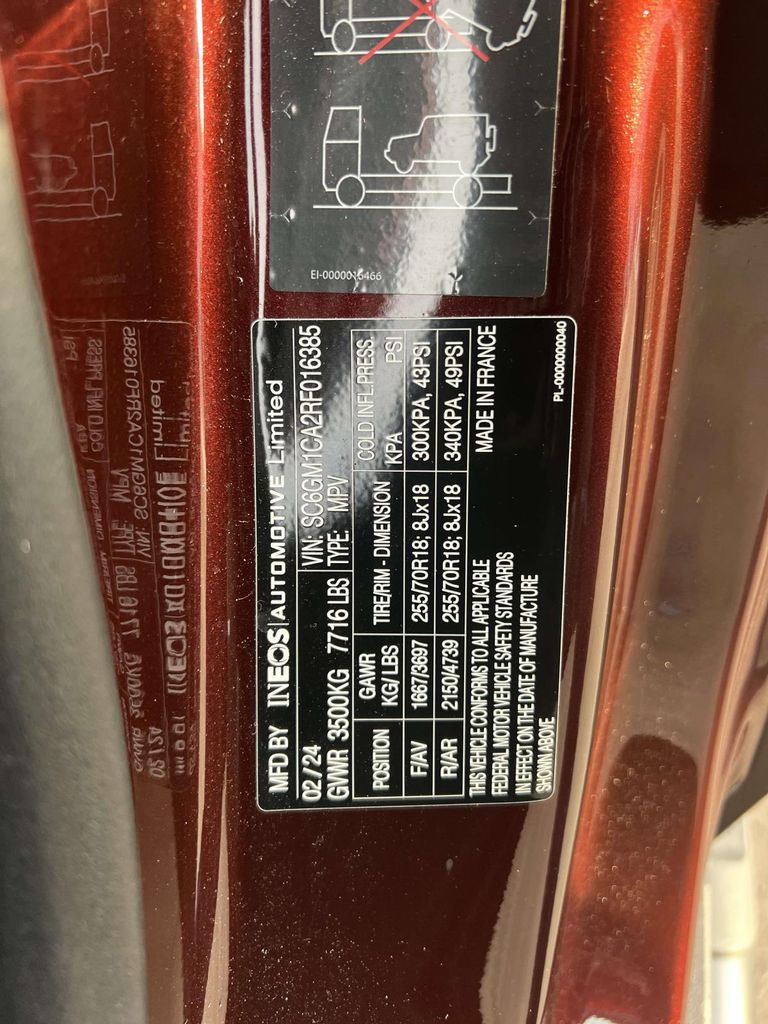 EI-0000016466
MFD BY INEOS AUTOMOTIVE Limited
02/24 VIN: SC6GM1CA2RF016385
GVWR 3500KG 7716 LBS TYPE: MPV
POSITION GAWR TIRE/RIM - DIMENSION COLD INFL.PRESS.
KG/LBS KPA PSI
F/AV 1667/3697 255/70R18; 8Jx18 300KPA, 43PSI
R/AR 2150/4739 255/70R18; 8Jx18 340KPA, 49PSI
THIS VEHICLE CONFORMS TO ALL APPLICABLE MADE IN FRANCE
FEDERAL MOTOR VEHICLE SAFETY STANDARDS
IN EFFECT ON THE DATE OF MANUFACTURE
SHOWN ABOVE
PL-0000000040